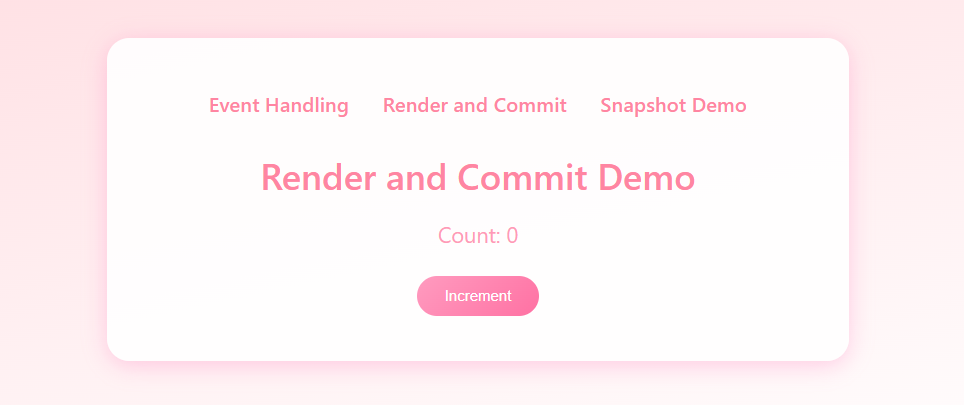 Event Handling Render and Commit Snapshot Demo
Render and Commit Demo
Count: 0
Increment